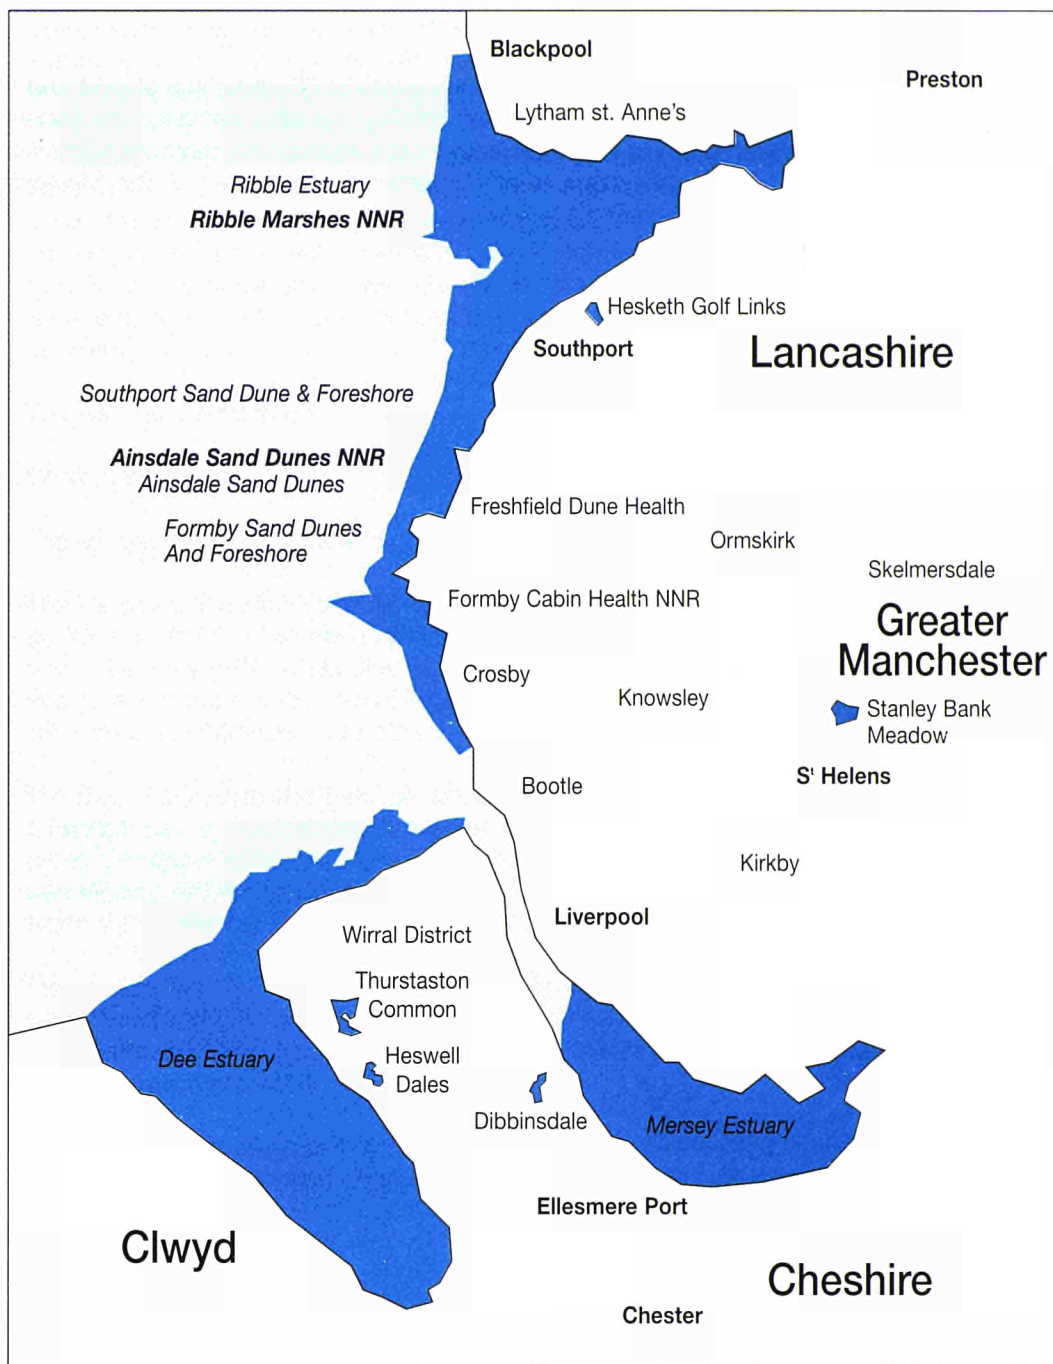 Blackpool
Preston
Lytham st. Anne's
Ribble Estuary
Ribble Marshes NNR
Hesketh Golf Links
Southport
Lancashire
Southport Sand Dune & Foreshore
Ainsdale Sand Dunes NNR
Ainsdale Sand Dunes
Freshfield Dune Health
Formby Sand Dunes
And Foreshore
Ormskirk
Skelmersdale
Formby Cabin Health NNR
Greater
Manchester
Crosby
Knowsley
Stanley Bank
Meadow
St Helens
Bootle
Kirkby
Liverpool
Wirral District
Thurstaston
Common
Dee Estuary
Heswell
Dales
Dibbinsdale
Mersey Estuary
Ellesmere Port
Clwyd
Cheshire
Chester